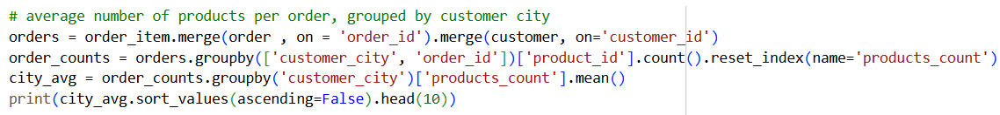 # average number of products per order, grouped by customer city
orders = order_item.merge(order , on = 'order_id').merge(customer, on='customer_id')
order_counts = orders.groupby(['customer_city', 'order_id'])['product_id'].count().reset_index(name='products_count')
city_avg = order_counts.groupby('customer_city')['products_count'].mean()
print(city_avg.sort_values(ascending=False).head(10))